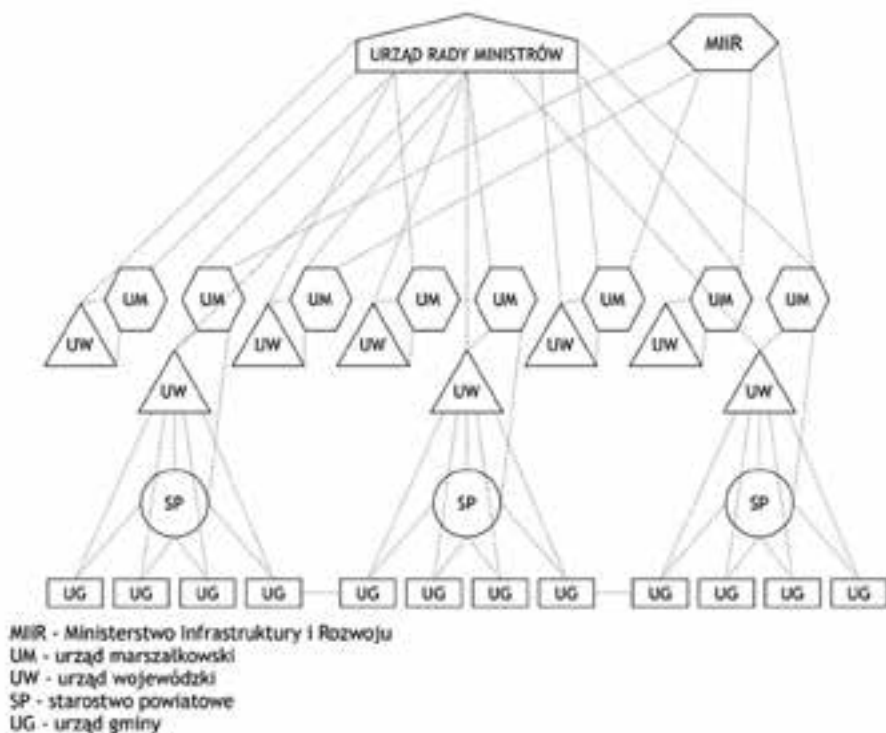 URZĄD RADY MINISTRÓW
MIiR
UM UM UM UM UM UM UM UM
UW UW UW UW UW
UW UW UW
SP SP SP
UG UG UG UG UG UG UG UG UG UG UG UG
MIiR - Ministerstwo Infrastruktury i Rozwoju
UM - urząd marszałkowski
UW - urząd wojewódzki
SP - starostwo powiatowe
UG - urząd gminy